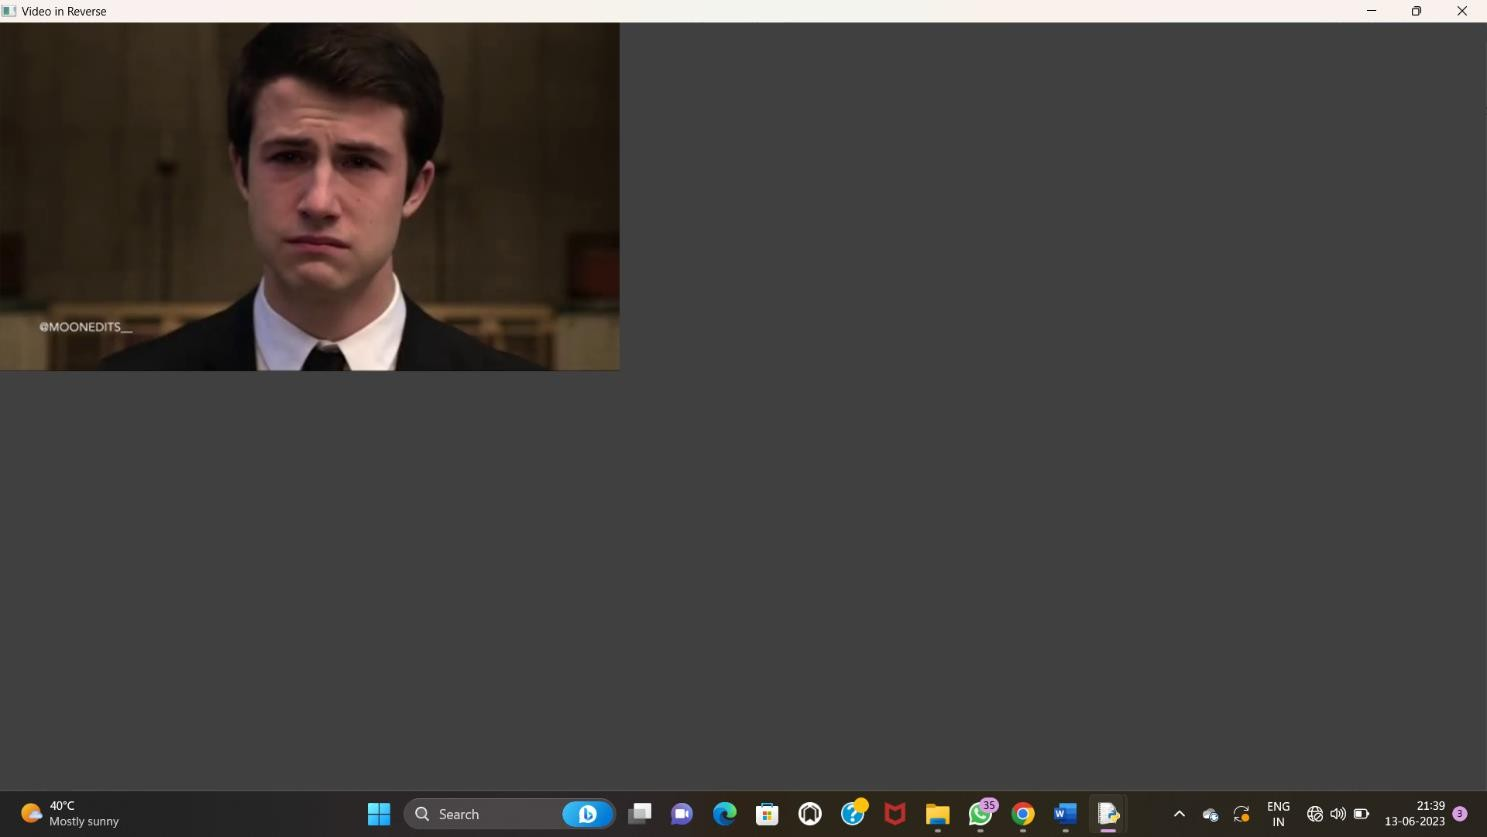 Video in Reverse
@MOONEDITS__
40°C
Mostly sunny
Search
35
ENG
IN
21:39
13-06-2023
3